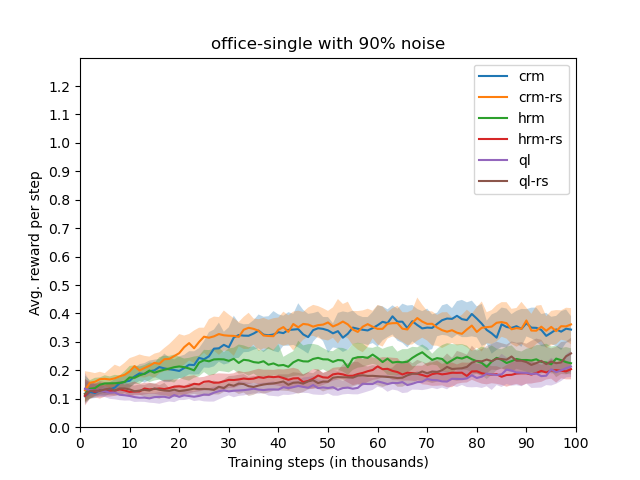 office-single with 90% noise
Avg. reward per step
1.2
1.1
1.0
0.9
0.8
0.7
0.6
0.5
0.4
0.3
0.2
0.1
0.0
crm
crm-rs
hrm
hrm-rs
ql
ql-rs
0 10 20 30 40 50 60 70 80 90 100
Training steps (in thousands)